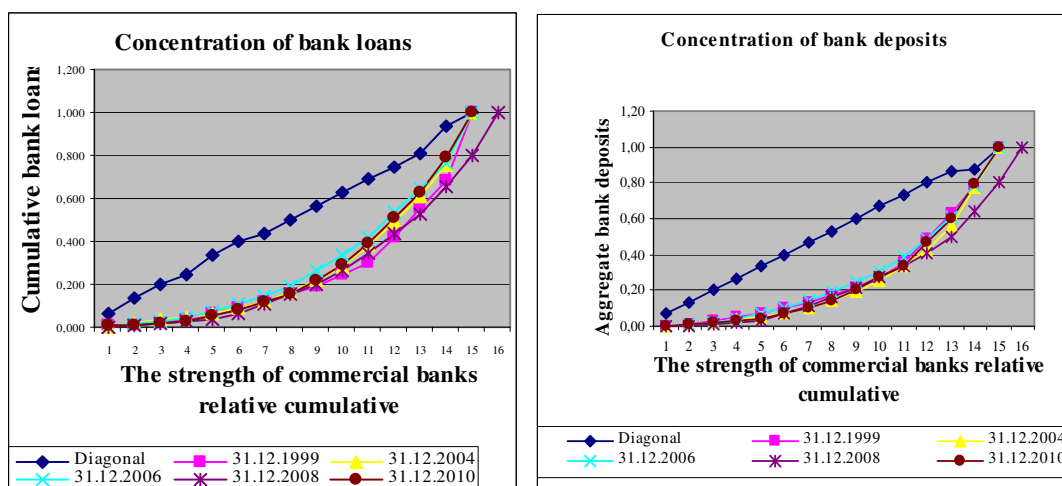 Concentration of bank loans
Cumulative bank loans
1,200
1,000
0,800
0,600
0,400
0,200
0,000
1 2 3 4 5 6 7 8 9 10 11 12 13 14 15 16
The strength of commercial banks
relative cumulative
Diagonal 31.12.1999 31.12.2004
31.12.2006 31.12.2008 31.12.2010
Concentration of bank deposits
Aggregate bank deposits
1,20
1,00
0,80
0,60
0,40
0,20
0,00
1 2 3 4 5 6 7 8 9 10 11 12 13 14 15 16
The strength of commercial banks relative
cumulative
Diagonal 31.12.1999 31.12.2004
31.12.2006 31.12.2008 31.12.2010